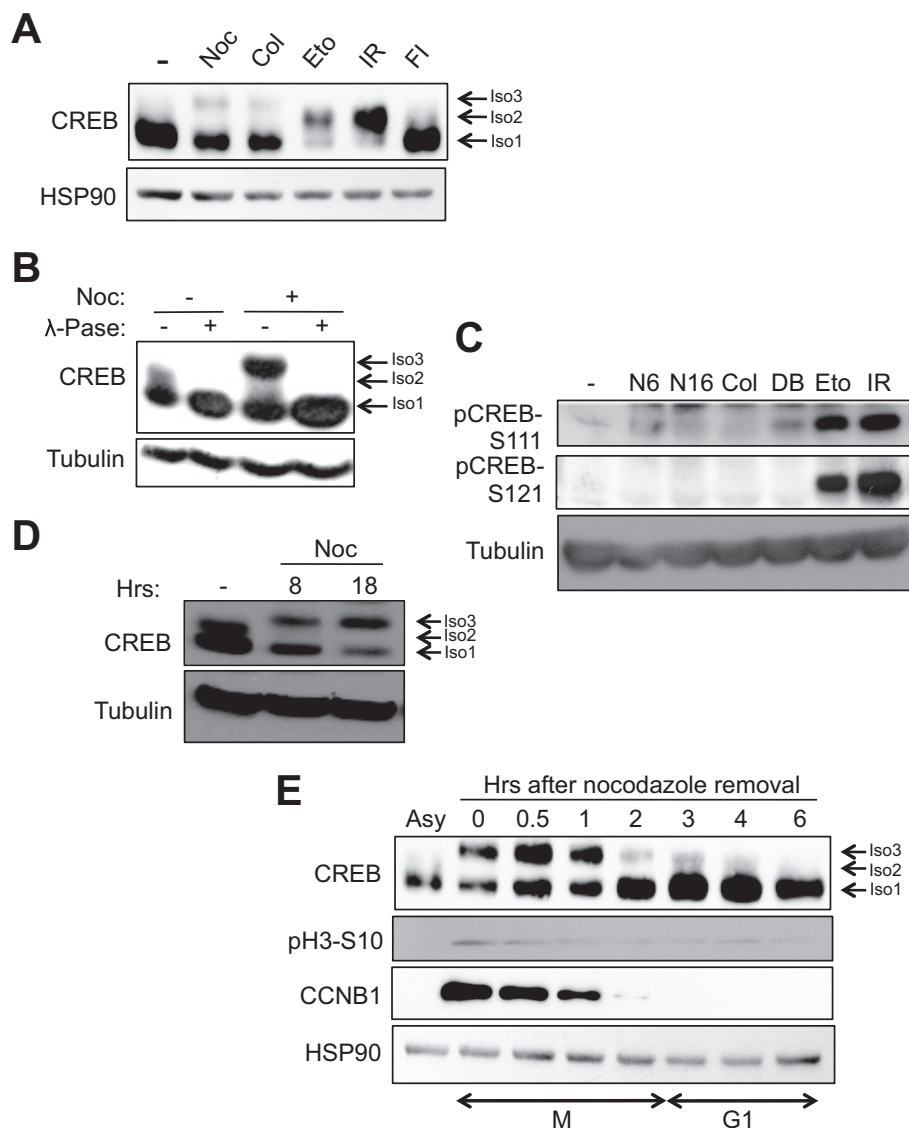 A
- Noc Col Eto IR FI
CREB
Iso3
Iso2
Iso1
HSP90
B
Noc: - +
λ-Pase: - + - +
CREB
Iso3
Iso2
Iso1
Tubulin
C
- N6 N16 Col DB Eto IR
pCREB-
S111
pCREB-
S121
Tubulin
D
Noc
Hrs: - 8 18
CREB
Iso3
Iso2
Iso1
Tubulin
E
Hrs after nocodazole removal
Asy 0 0.5 1 2 3 4 6
CREB
Iso3
Iso2
Iso1
pH3-S10
CCNB1
HSP90
M G1